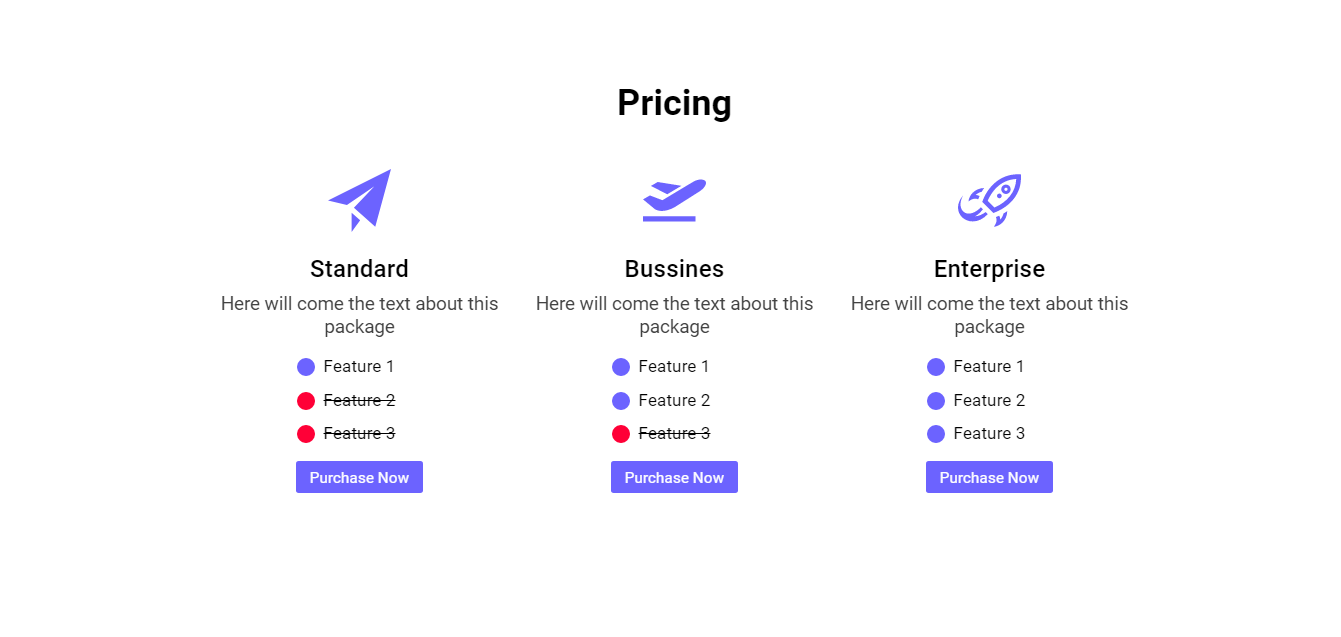 Pricing
Standard
Here will come the text about this
package
Feature 1
Feature 2
Feature 3
Purchase Now
Bussines
Here will come the text about this
package
Feature 1
Feature 2
Feature 3
Purchase Now
Enterprise
Here will come the text about this
package
Feature 1
Feature 2
Feature 3
Purchase Now